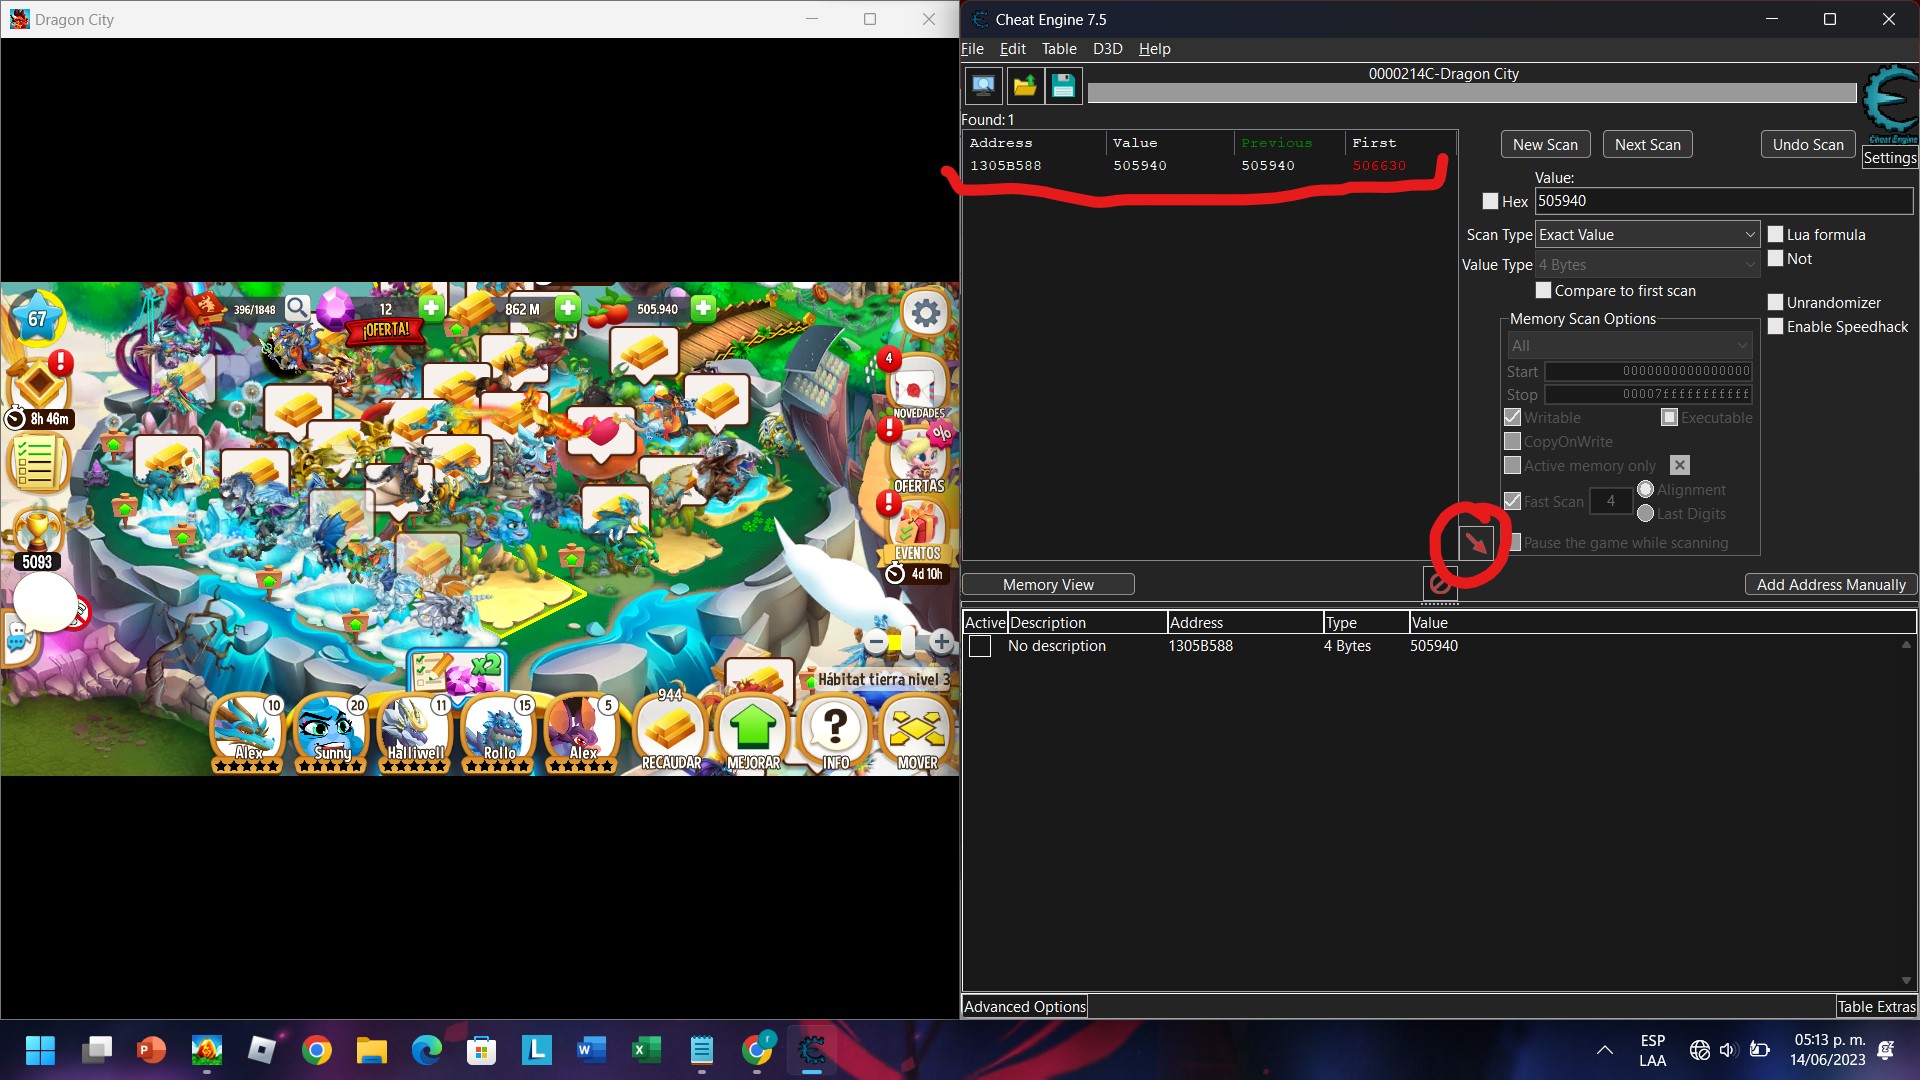 Dragon City
67
396/1848
12
¡OFERTA!
862 M
505.940
8h 46m
5093
4
NOVEDADES
%
OFERTAS
EVENTOS
4d 10h
x2
Hábitat tierra nivel 3
10
Alex
20
Sunny
11
Halliwell
15
Rollo
5
Alex
944
RECAUDAR
MEJORAR
?
INFO
MOVER
Cheat Engine 7.5
File Edit Table D3D Help
0000214C-Dragon City
Cheat Engine
Settings
Found: 1
Address Value Previous First
1305B588 505940 505940 506630
New Scan Next Scan Undo Scan
Value:
Hex 505940
Scan Type Exact Value
Lua formula
Value Type 4 Bytes
Not
Compare to first scan
Unrandomizer
Enable Speedhack
Memory Scan Options
All
Start 0000000000000000
Stop 00007fffffffffff
Writable Executable
CopyOnWrite
Active memory only
Fast Scan 4 Alignment
Last Digits
Pause the game while scanning
Memory View
Add Address Manually
Active Description Address Type Value
No description 1305B588 4 Bytes 505940
Advanced Options
Table Extras
ESP
LAA
05:13 p. m.
14/06/2023